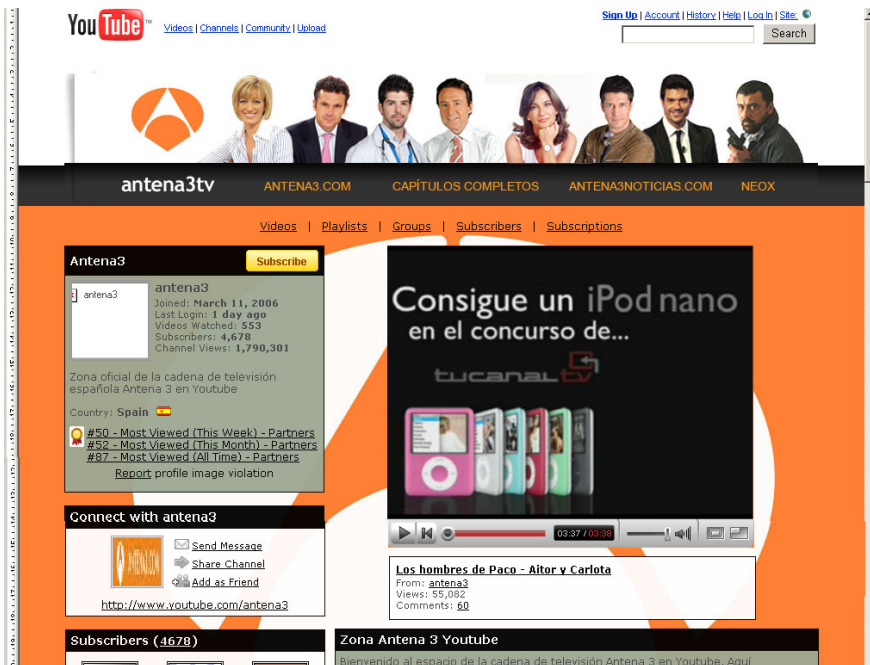 You Tube ™
Videos | Channels | Community | Upload
Sign Up | Account | History | Help | Log In | Site:
Search
antena3tv
ANTENA3.COM
CAPÍTULOS COMPLETOS
ANTENA3NOTICIAS.COM
NEOX
Videos | Playlists | Groups | Subscribers | Subscriptions
Antena3
Subscribe
antena3
antena3
Joined: March 11, 2006
Last Login: 1 day ago
Videos Watched: 553
Subscribers: 4,678
Channel Views: 1,790,301
Zona oficial de la cadena de televisión
española Antena 3 en Youtube
Country: Spain
#50 - Most Viewed (This Week) - Partners
#52 - Most Viewed (This Month) - Partners
#87 - Most Viewed (All Time) - Partners
Report profile image violation
Consigue un iPod nano
en el concurso de...
tucanal tv
03:37 / 03:38
Los hombres de Paco - Aitor y Carlota
From: antena3
Views: 55,082
Comments: 60
Connect with antena3
ANTENA3.COM
Send Message
Share Channel
Add as Friend
http://www.youtube.com/antena3
Subscribers (4678)
Zona Antena 3 Youtube
Bienvenido al espacio de la cadena de televisión Antena 3 en Youtube. Aquí